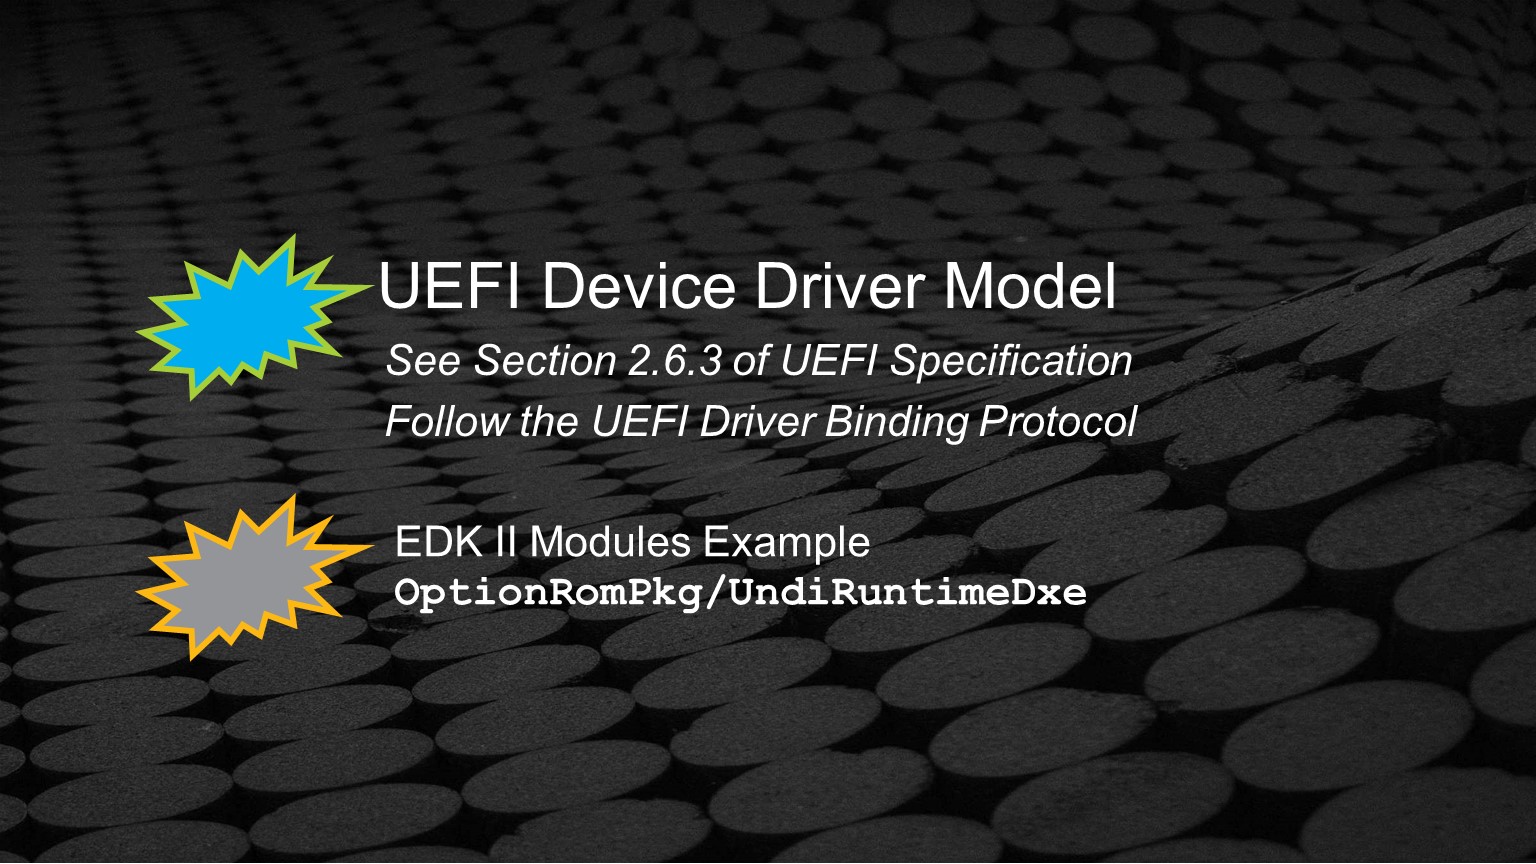 UEFI Device Driver Model
See Section 2.6.3 of UEFI Specification
Follow the UEFI Driver Binding Protocol
EDK II Modules Example
OptionRomPkg/UndiRuntimeDxe